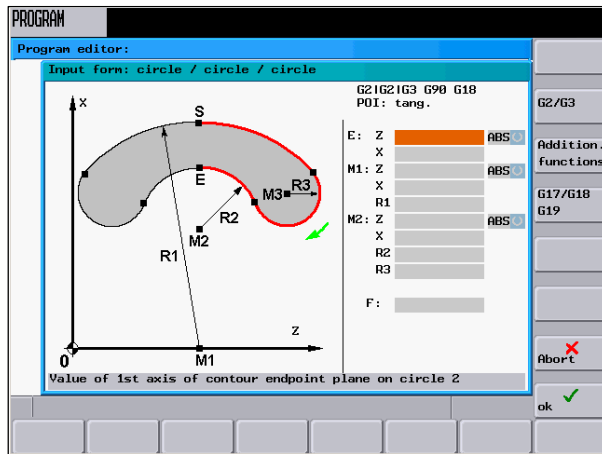 PROGRAM
Program editor:
Input form: circle / circle / circle
G2|G2|G3 G90 G18
POI: tang.
X
S
E
M3
R3
R2
M2
R1
Z
0
M1
E: Z ABS
X
M1: Z ABS
X
R1
M2: Z ABS
X
R2
R3
F:
Value of 1st axis of contour endpoint plane on circle 2
G2/G3
Addition.
functions
G17/G18
G19
Abort
ok